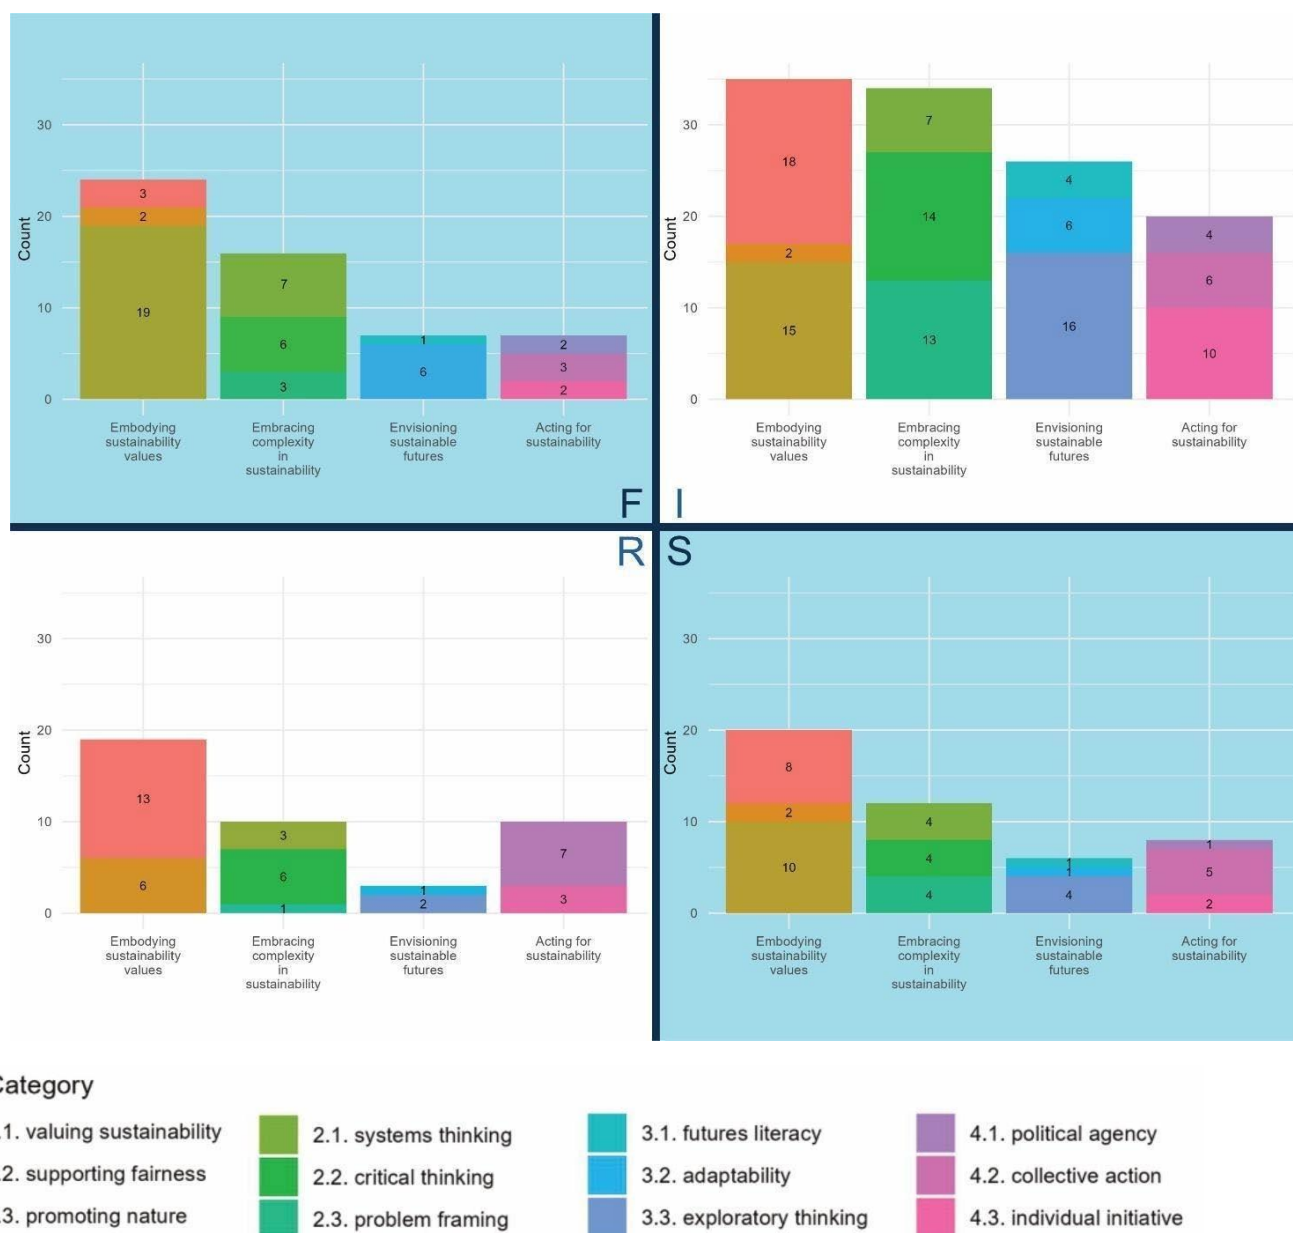 30
20
10
0
Count
3
2
19
7
6
3
1
6
2
3
2
Embodying
sustainability
values
Embracing
complexity
in
sustainability
Envisioning
sustainable
futures
Acting for
sustainability
F
30
20
10
0
Count
18
2
15
7
14
13
4
6
16
4
6
10
Embodying
sustainability
values
Embracing
complexity
in
sustainability
Envisioning
sustainable
futures
Acting for
sustainability
I
R
30
20
10
0
Count
13
6
3
6
1
1
2
7
3
Embodying
sustainability
values
Embracing
complexity
in
sustainability
Envisioning
sustainable
futures
Acting for
sustainability
S
30
20
10
0
Count
8
2
10
4
4
4
1
1
4
1
5
2
Embodying
sustainability
values
Embracing
complexity
in
sustainability
Envisioning
sustainable
futures
Acting for
sustainability
Category
.1. valuing sustainability
.2. supporting fairness
.3. promoting nature
2.1. systems thinking
2.2. critical thinking
2.3. problem framing
3.1. futures literacy
3.2. adaptability
3.3. exploratory thinking
4.1. political agency
4.2. collective action
4.3. individual initiative